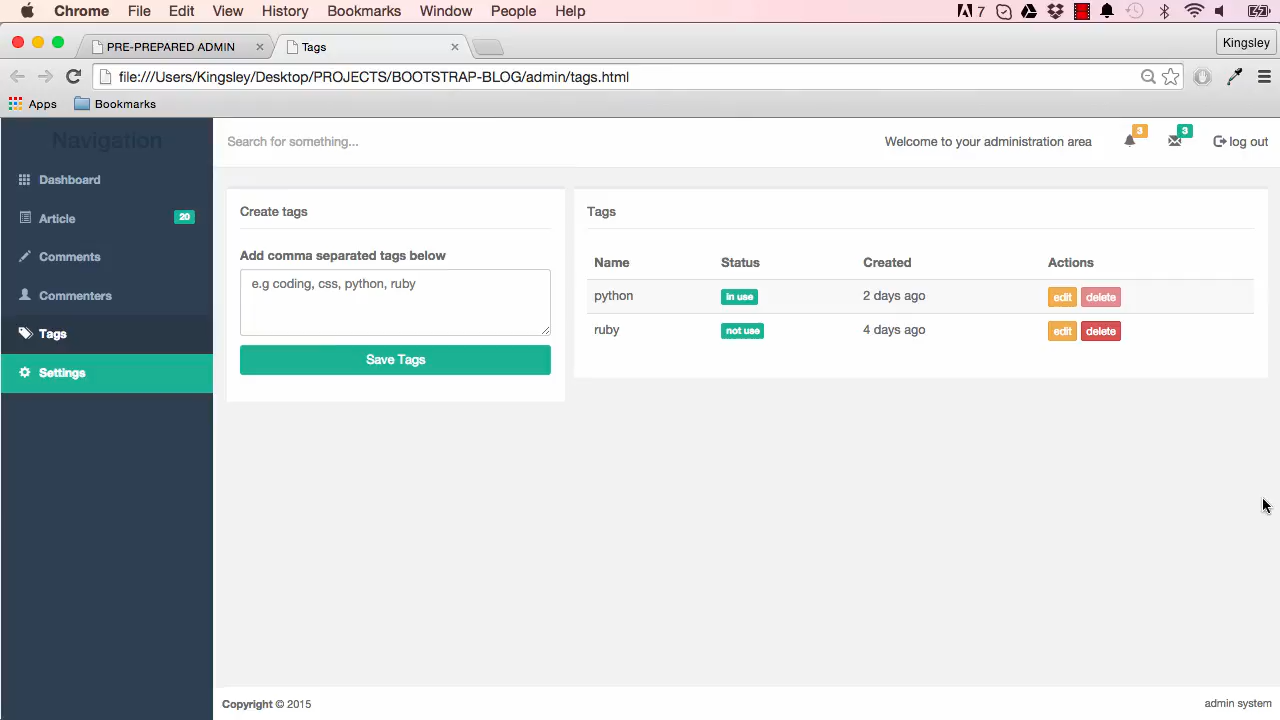 Chrome File Edit View History Bookmarks Window People Help 7
PRE-PREPARED ADMIN Tags Kingsley
file:///Users/Kingsley/Desktop/PROJECTS/BOOTSTRAP-BLOG/admin/tags.html
Apps Bookmarks
Navigation
Search for something... Welcome to your administration area 3 3 log out
Dashboard
Article 20
Comments
Commenters
Tags
Settings
Create tags
Add comma separated tags below
e.g coding, css, python, ruby
Save Tags
Tags
Name Status Created Actions
python in use 2 days ago edit delete
ruby not use 4 days ago edit delete
Copyright © 2015 admin system